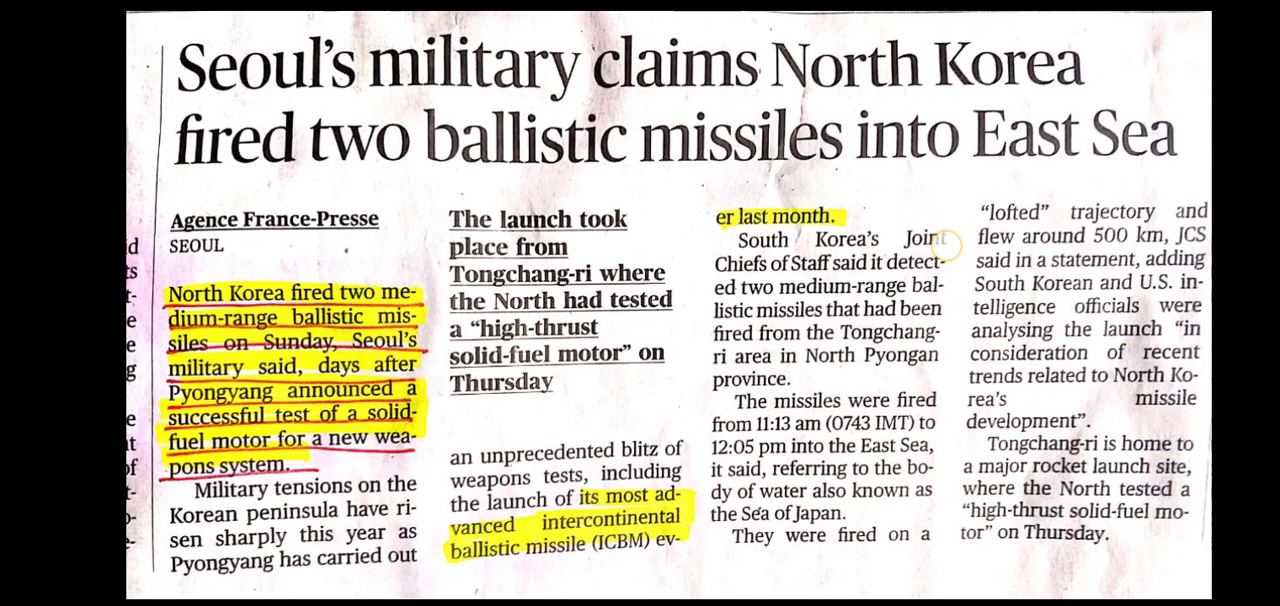 Seoul's military claims North Korea
fired two ballistic missiles into East Sea
Agence France-Presse
SEOUL
North Korea fired two me-
dium-range ballistic mis-
siles on Sunday, Seoul's
military said, days after
Pyongyang announced a
successful test of a solid-
fuel motor for a new wea-
pons system.
Military tensions on the
Korean peninsula have ri-
sen sharply this year as
Pyongyang has carried out
The launch took
place from
Tongchang-ri where
the North had tested
a “high-thrust
solid-fuel motor” on
Thursday
an unprecedented blitz of
weapons tests, including
the launch of its most ad-
vanced intercontinental
ballistic missile (ICBM) ev-
er last month.
South Korea's Joint
Chiefs of Staff said it detect-
ed two medium-range bal-
listic missiles that had been
fired from the Tongchang-
ri area in North Pyongan
province.
The missiles were fired
from 11:13 am (0743 IMT) to
12:05 pm into the East Sea,
it said, referring to the bo-
dy of water also known as
the Sea of Japan.
They were fired on a
“lofted” trajectory and
flew around 500 km, JCS
said in a statement, adding
South Korean and U.S. in-
telligence officials were
analysing the launch “in
consideration of recent
trends related to North Ko-
rea's missile
development”.
Tongchang-ri is home to
a major rocket launch site,
where the North tested a
“high-thrust solid-fuel mo-
tor” on Thursday.